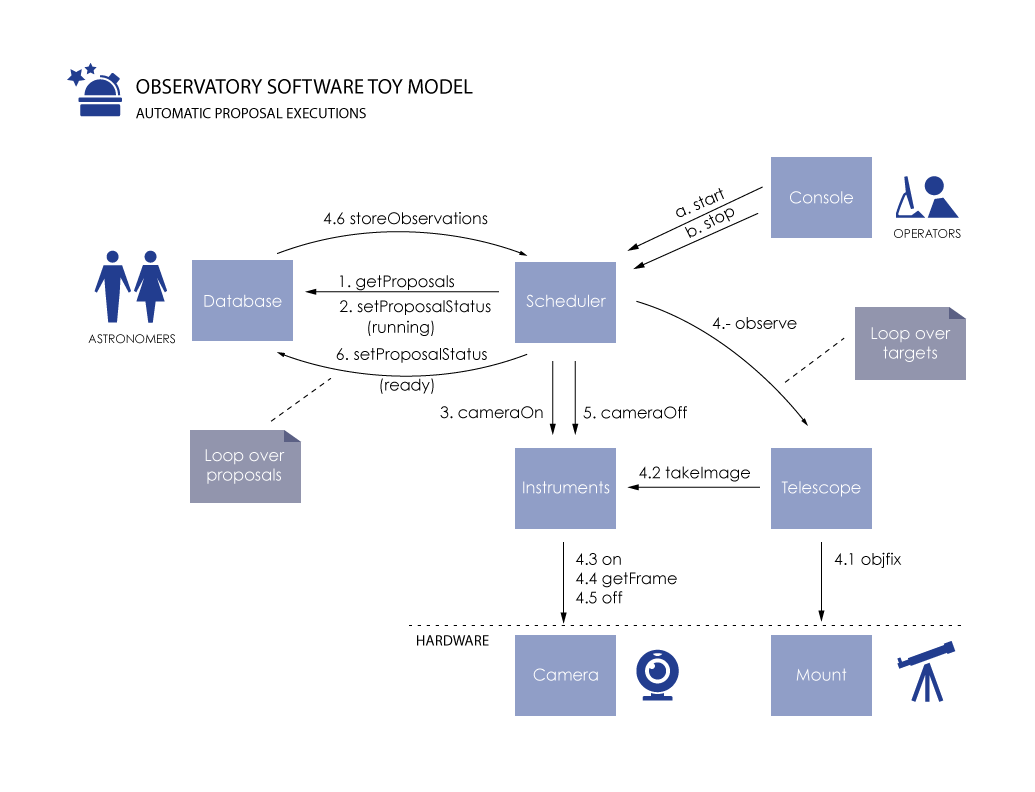 OBSERVATORY SOFTWARE TOY MODEL
AUTOMATIC PROPOSAL EXECUTIONS
Console
OPERATORS
a. start
b. stop
4.6 storeObservations
Database
ASTRONOMERS
1. getProposals
2. setProposalStatus
(running)
6. setProposalStatus
(ready)
Scheduler
4.- observe
Loop over
targets
3. cameraOn
5. cameraOff
Loop over
proposals
Instruments
4.2 takeImage
Telescope
4.3 on
4.4 getFrame
4.5 off
4.1 objfix
HARDWARE
Camera
Mount